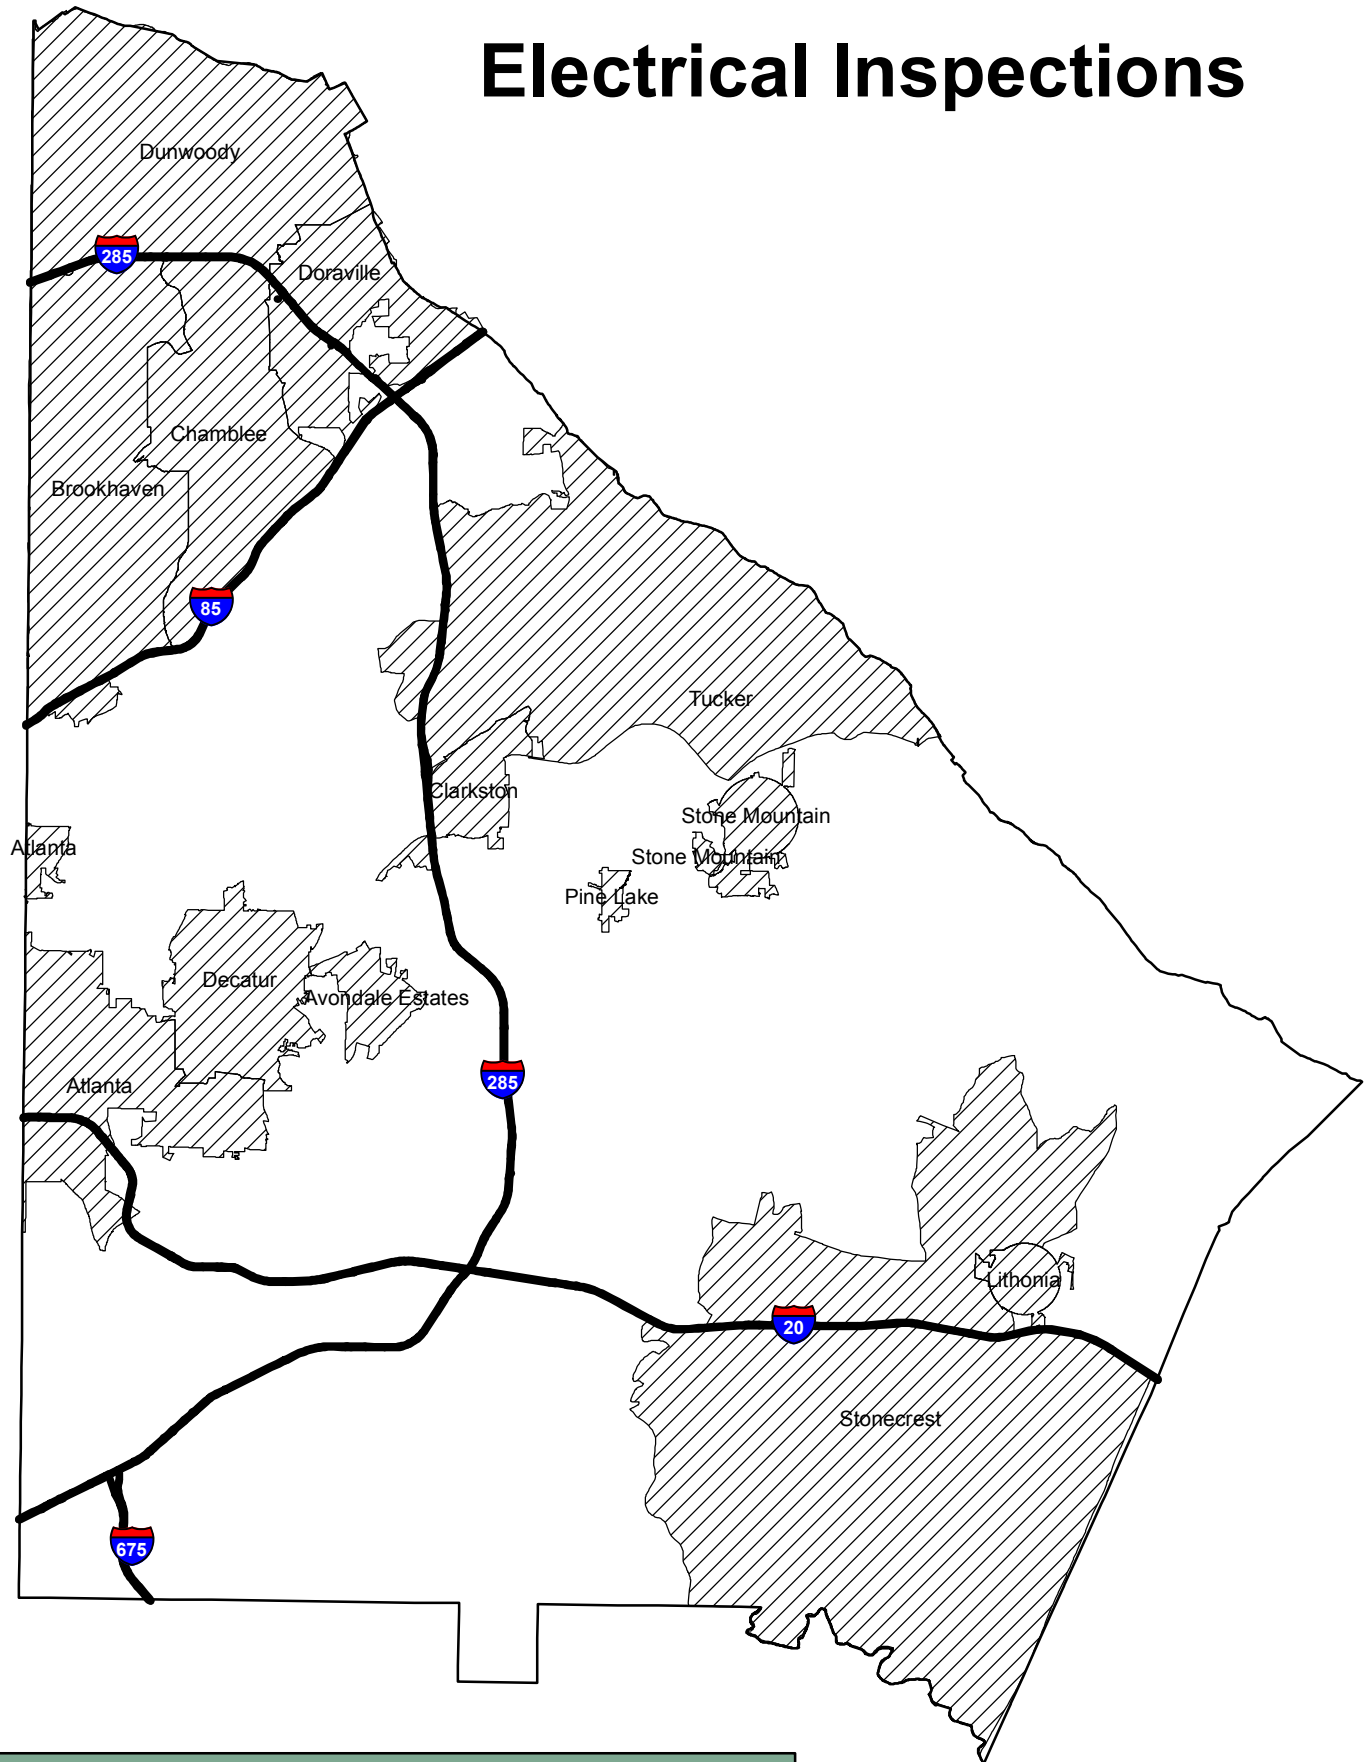 Electrical Inspections
Dunwoody
285
Doraville
Chamblee
Brookhaven
85
Tucker
Clarkston
Stone Mountain
Atlanta
Stone Mountain
Pine Lake
Decatur
Avondale Estates
285
Atlanta
Lithonia
20
Stonecrest
675